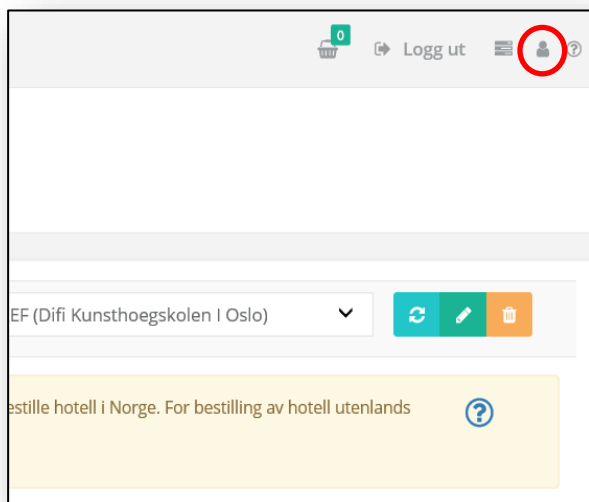 0
Logg ut
EF (Difi Kunsthoegskolen I Oslo)
estille hotell i Norge. For bestilling av hotell utenlands